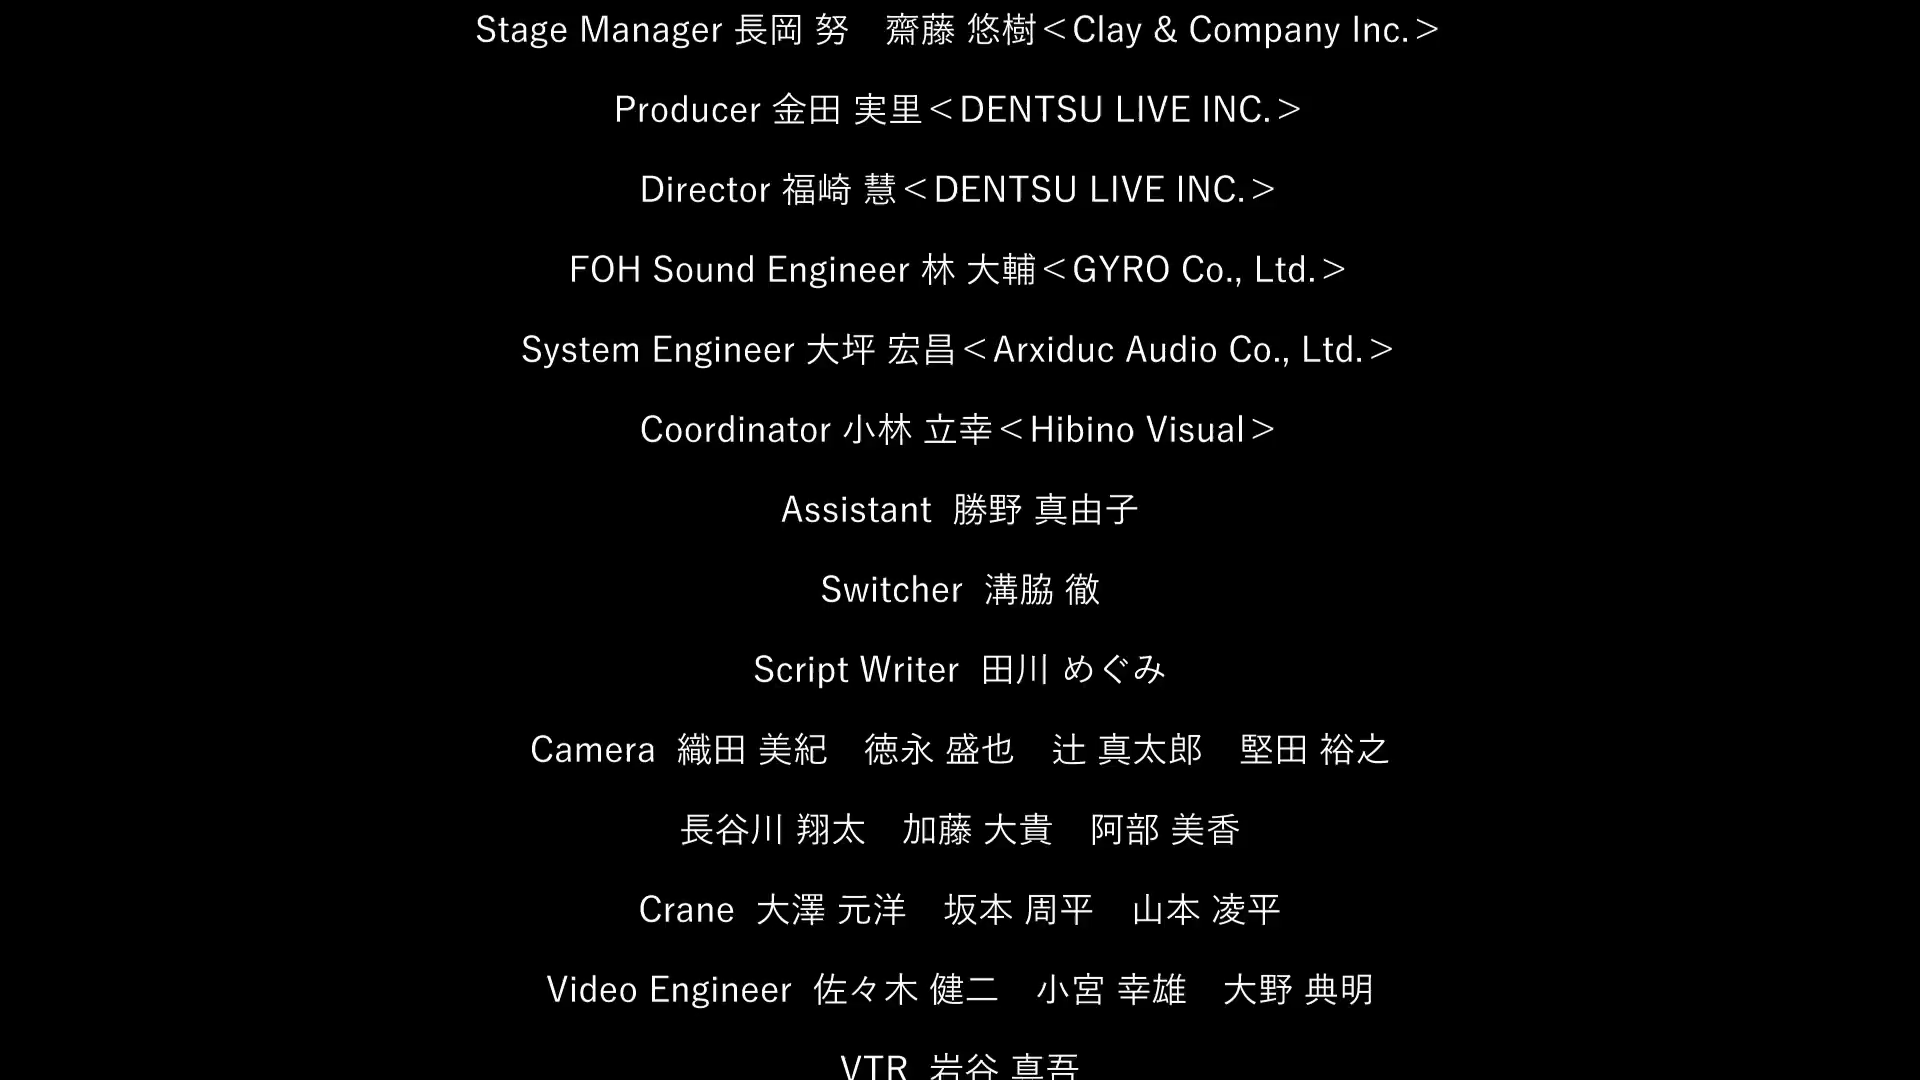 Stage Manager 長岡 努　齋藤 悠樹＜Clay & Company Inc.＞
Producer 金田 実里＜DENTSU LIVE INC.＞
Director 福崎 慧＜DENTSU LIVE INC.＞
FOH Sound Engineer 林 大輔＜GYRO Co., Ltd.＞
System Engineer 大坪 宏昌＜Arxiduc Audio Co., Ltd.＞
Coordinator 小林 立幸＜Hibino Visual＞
Assistant 勝野 真由子
Switcher 溝脇 徹
Script Writer 田川 めぐみ
Camera 織田 美紀　徳永 盛也　辻 真太郎　堅田 裕之
長谷川 翔太　加藤 大貴　阿部 美香
Crane 大澤 元洋　坂本 周平　山本 凌平
Video Engineer 佐々木 健二　小宮 幸雄　大野 典明
VTR 岩谷 真吾